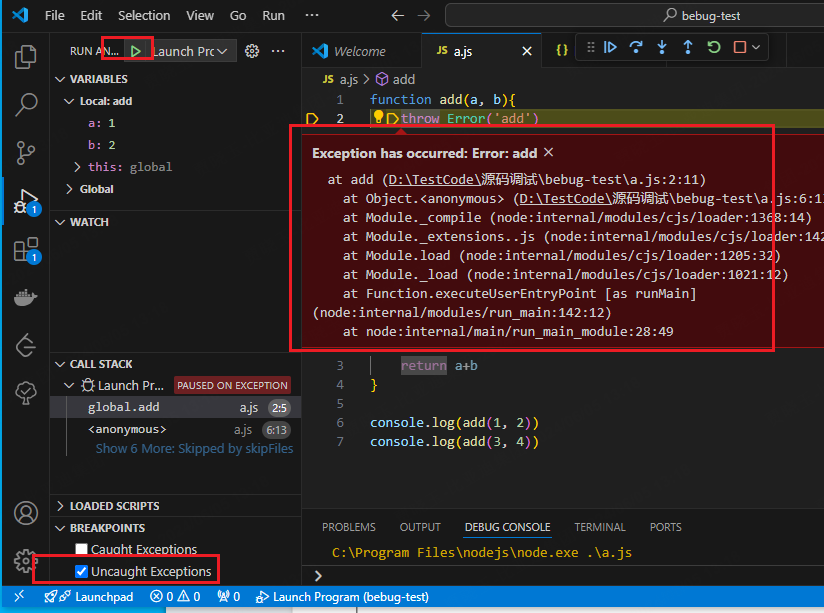 File Edit Selection View Go Run ··· bebug-test
RUN AN... Launch Prc ···
Welcome JS a.js {}
JS a.js > add
VARIABLES
Local: add
a: 1
b: 2
this: global
Global
WATCH
1 function add(a, b){
2 throw Error('add')
Exception has occurred: Error: add ×
at add (D:\TestCode\源码调试\bebug-test\a.js:2:11)
at Object.<anonymous> (D:\TestCode\源码调试\bebug-test\a.js:6:1
at Module._compile (node:internal/modules/cjs/loader:1368:14)
at Module._extensions..js (node:internal/modules/cjs/loader:142
at Module.load (node:internal/modules/cjs/loader:1205:32)
at Module._load (node:internal/modules/cjs/loader:1021:12)
at Function.executeUserEntryPoint [as runMain]
(node:internal/modules/run_main:142:12)
at node:internal/main/run_main_module:28:49
3 return a+b
4 }
5
6 console.log(add(1, 2))
7 console.log(add(3, 4))
1
1
CALL STACK
Launch Pr... PAUSED ON EXCEPTION
global.add a.js 2:5
<anonymous> a.js 6:13
Show 6 More: Skipped by skipFiles
LOADED SCRIPTS
BREAKPOINTS
Caught Exceptions
Uncaught Exceptions
PROBLEMS OUTPUT DEBUG CONSOLE TERMINAL PORTS
C:\Program Files\nodejs\node.exe .\a.js
>
Launchpad 0 0 0 Launch Program (bebug-test)